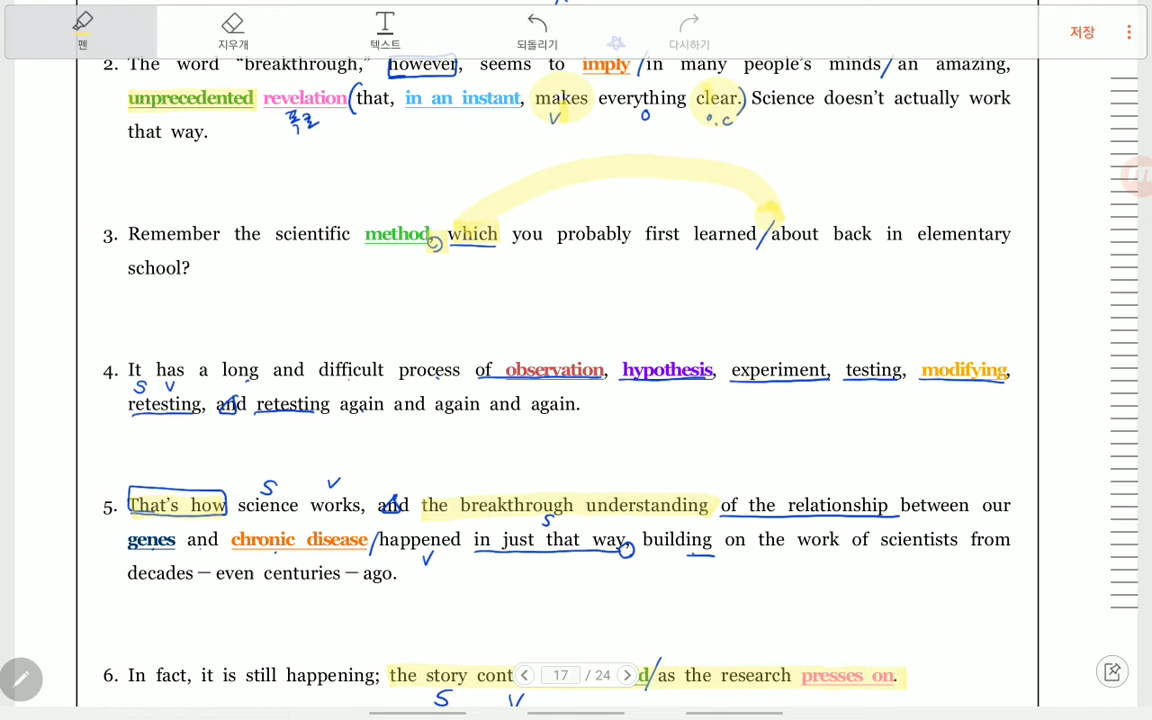 펜
지우개
텍스트
되돌리기
다시하기
저장
2. The word “breakthrough,” however, seems to imply / in many people’s minds / an amazing,
unprecedented revelation (that, in an instant, makes everything clear.) Science doesn’t actually work
폭로 V O o.c
that way.
3. Remember the scientific method, which you probably first learned / about back in elementary
school?
4. It has a long and difficult process of observation, hypothesis, experiment, testing, modifying,
S V
retesting, and retesting again and again and again.
S V
5. That’s how science works, and the breakthrough understanding of the relationship between our
S
genes and chronic disease / happened in just that way, building on the work of scientists from
V
decades — even centuries — ago.
6. In fact, it is still happening; the story cont d / as the research presses on.
17 / 24
S V